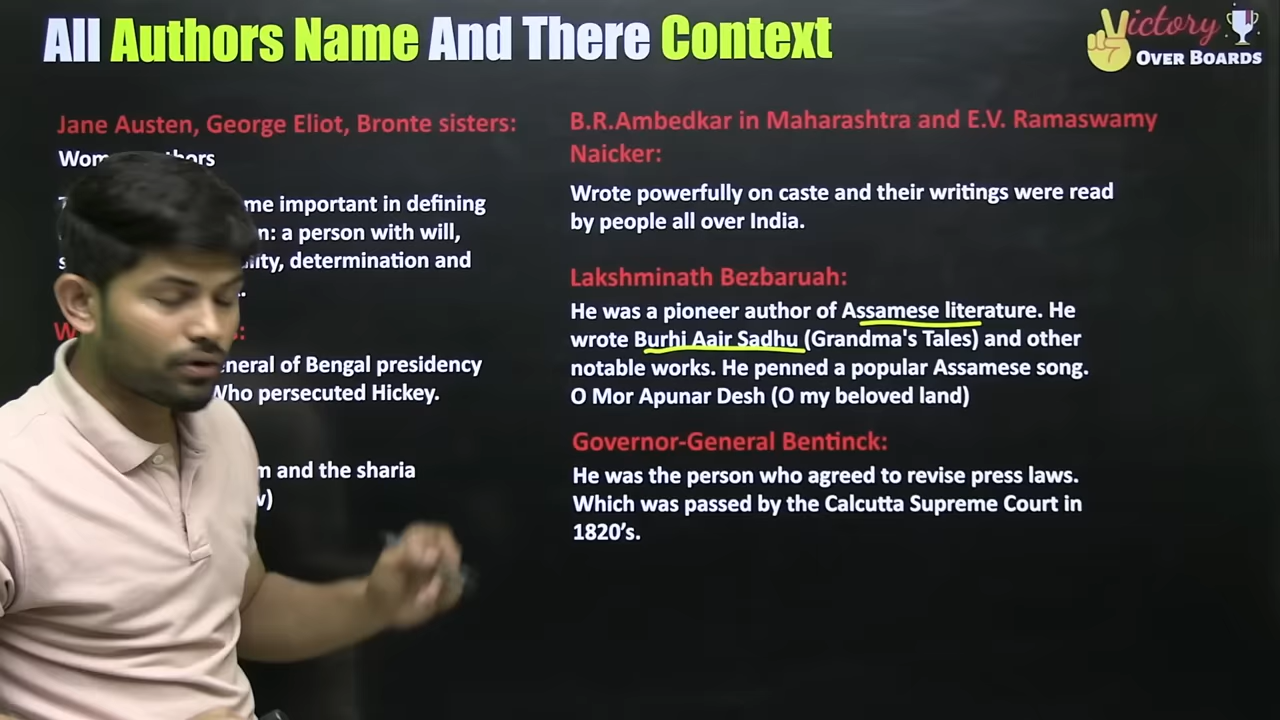 All Authors Name And There Context
Victory
OVER BOARDS
Jane Austen, George Eliot, Bronte sisters:
me important in defining
a person with will,
determination and
of Bengal presidency
Who persecuted Hickey.
and the sharia
B.R.Ambedkar in Maharashtra and E.V. Ramaswamy
Naicker:
Wrote powerfully on caste and their writings were read
by people all over India.
Lakshminath Bezbaruah:
He was a pioneer author of Assamese literature. He
wrote Burhi Aair Sadhu (Grandma's Tales) and other
notable works. He penned a popular Assamese song.
O Mor Apunar Desh (O my beloved land)
Governor-General Bentinck:
He was the person who agreed to revise press laws.
Which was passed by the Calcutta Supreme Court in
1820’s.